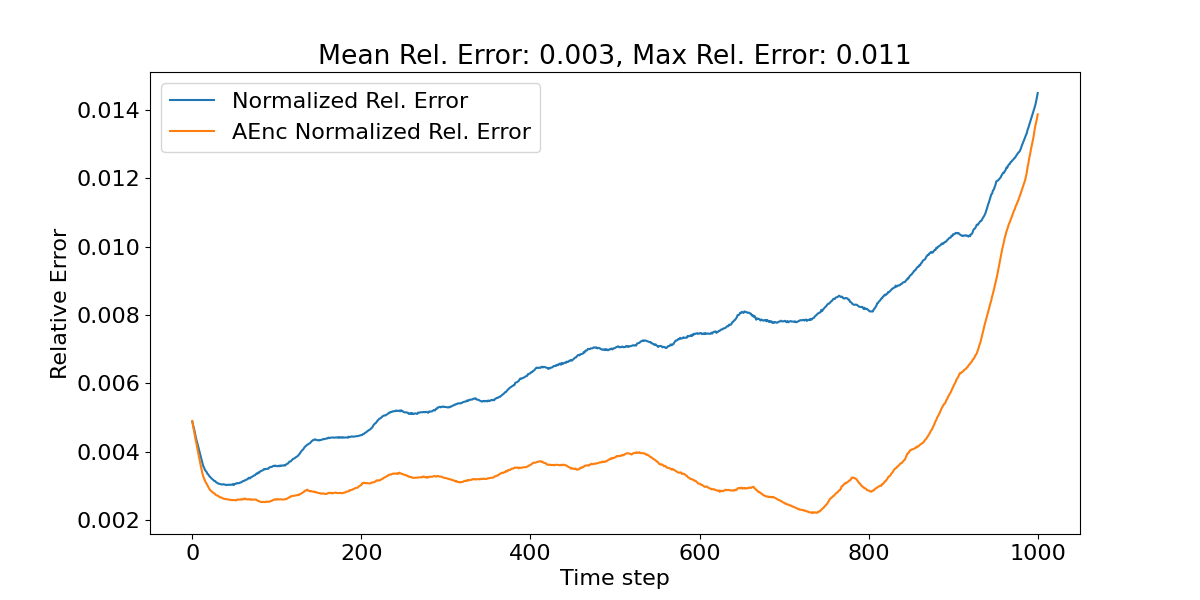 Mean Rel. Error: 0.003, Max Rel. Error: 0.011
Normalized Rel. Error
AEnc Normalized Rel. Error
Relative Error
0.014
0.012
0.010
0.008
0.006
0.004
0.002
0 200 400 600 800 1000
Time step